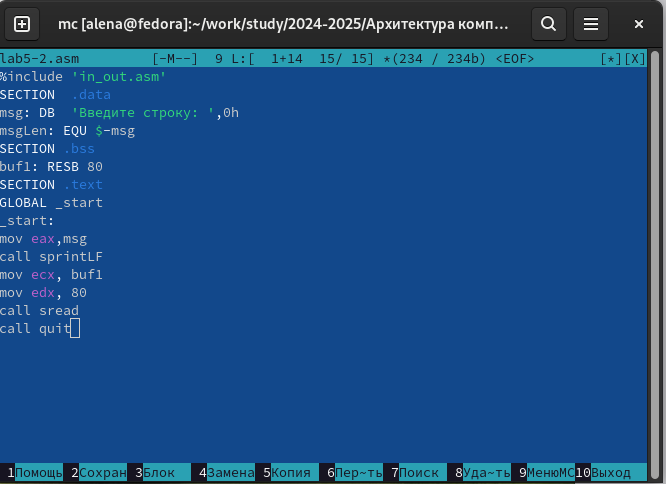 mc [alena@fedora]:~/work/study/2024-2025/Архитектура комп...
lab5-2.asm [-M--] 9 L:[ 1+14 15/ 15] *(234 / 234b) <EOF> [*][X]
%include 'in_out.asm'
SECTION .data
msg: DB 'Введите строку: ',0h
msgLen: EQU $-msg
SECTION .bss
buf1: RESB 80
SECTION .text
GLOBAL _start
_start:
mov eax,msg
call sprintLF
mov ecx, buf1
mov edx, 80
call sread
call quit
1Помощь 2Сохран 3Блок 4Замена 5Копия 6Пер~ть 7Поиск 8Уда~ть 9МенюMC 10Выход